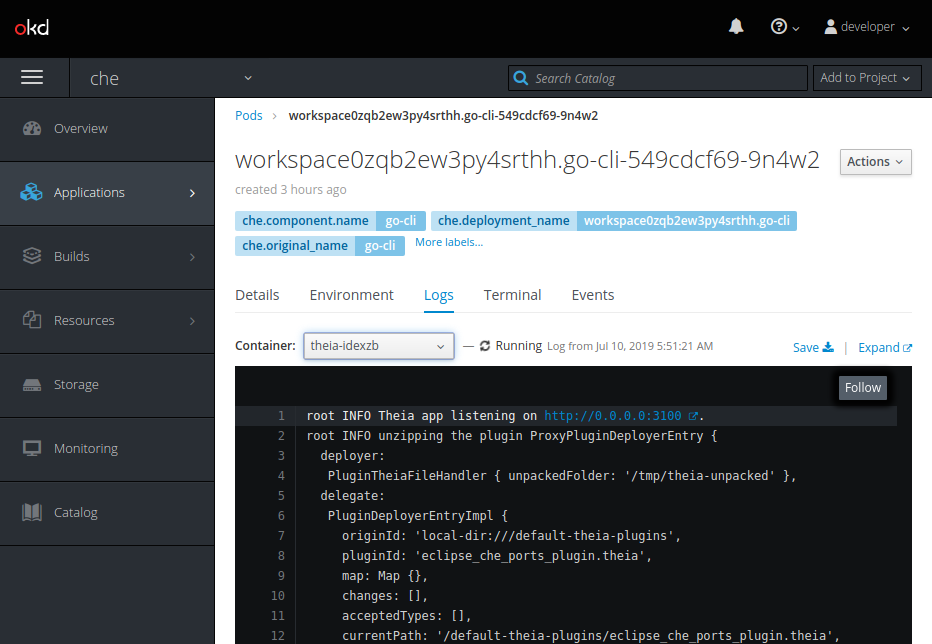 okd
developer
che
Search Catalog
Add to Project
Overview
Applications
Builds
Resources
Storage
Monitoring
Catalog
Pods > workspace0zqb2ew3py4srthh.go-cli-549cdcf69-9n4w2
workspace0zqb2ew3py4srthh.go-cli-549cdcf69-9n4w2
Actions
created 3 hours ago
che.component.name go-cli che.deployment_name workspace0zqb2ew3py4srthh.go-cli
che.original_name go-cli More labels...
Details Environment Logs Terminal Events
Container: theia-idexzb — Running Log from Jul 10, 2019 5:51:21 AM Save | Expand
Follow
1 root INFO Theia app listening on http://0.0.0.0:3100 .
2 root INFO unzipping the plugin ProxyPluginDeployerEntry {
3 deployer:
4 PluginTheiaFileHandler { unpackedFolder: '/tmp/theia-unpacked' },
5 delegate:
6 PluginDeployerEntryImpl {
7 originId: 'local-dir:///default-theia-plugins',
8 pluginId: 'eclipse_che_ports_plugin.theia',
9 map: Map {},
10 changes: [],
11 acceptedTypes: [],
12 currentPath: '/default-theia-plugins/eclipse_che_ports_plugin.theia',